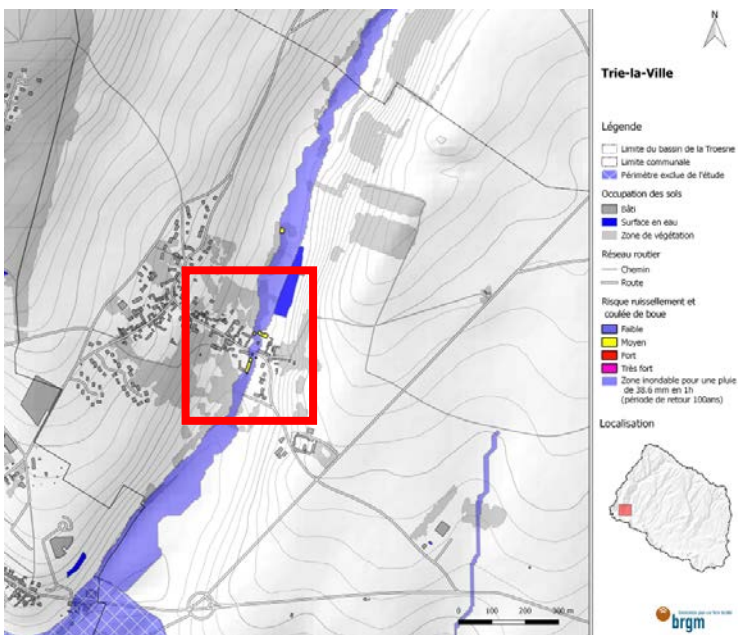 N
Trie-la-Ville
Légende
Limite du bassin de la Troesne
Limite communale
Périmètre exclue de l'étude
Occupation des sols
Bâti
Surface en eau
Zone de végétation
Réseau routier
Chemin
Route
Risque ruissellement et
coulée de boue
Faible
Moyen
Fort
Très fort
Zone inondable pour une pluie
de 38.6 mm en 1h
(période de retour 100ans)
Localisation
0 100 200 300 m
brgm